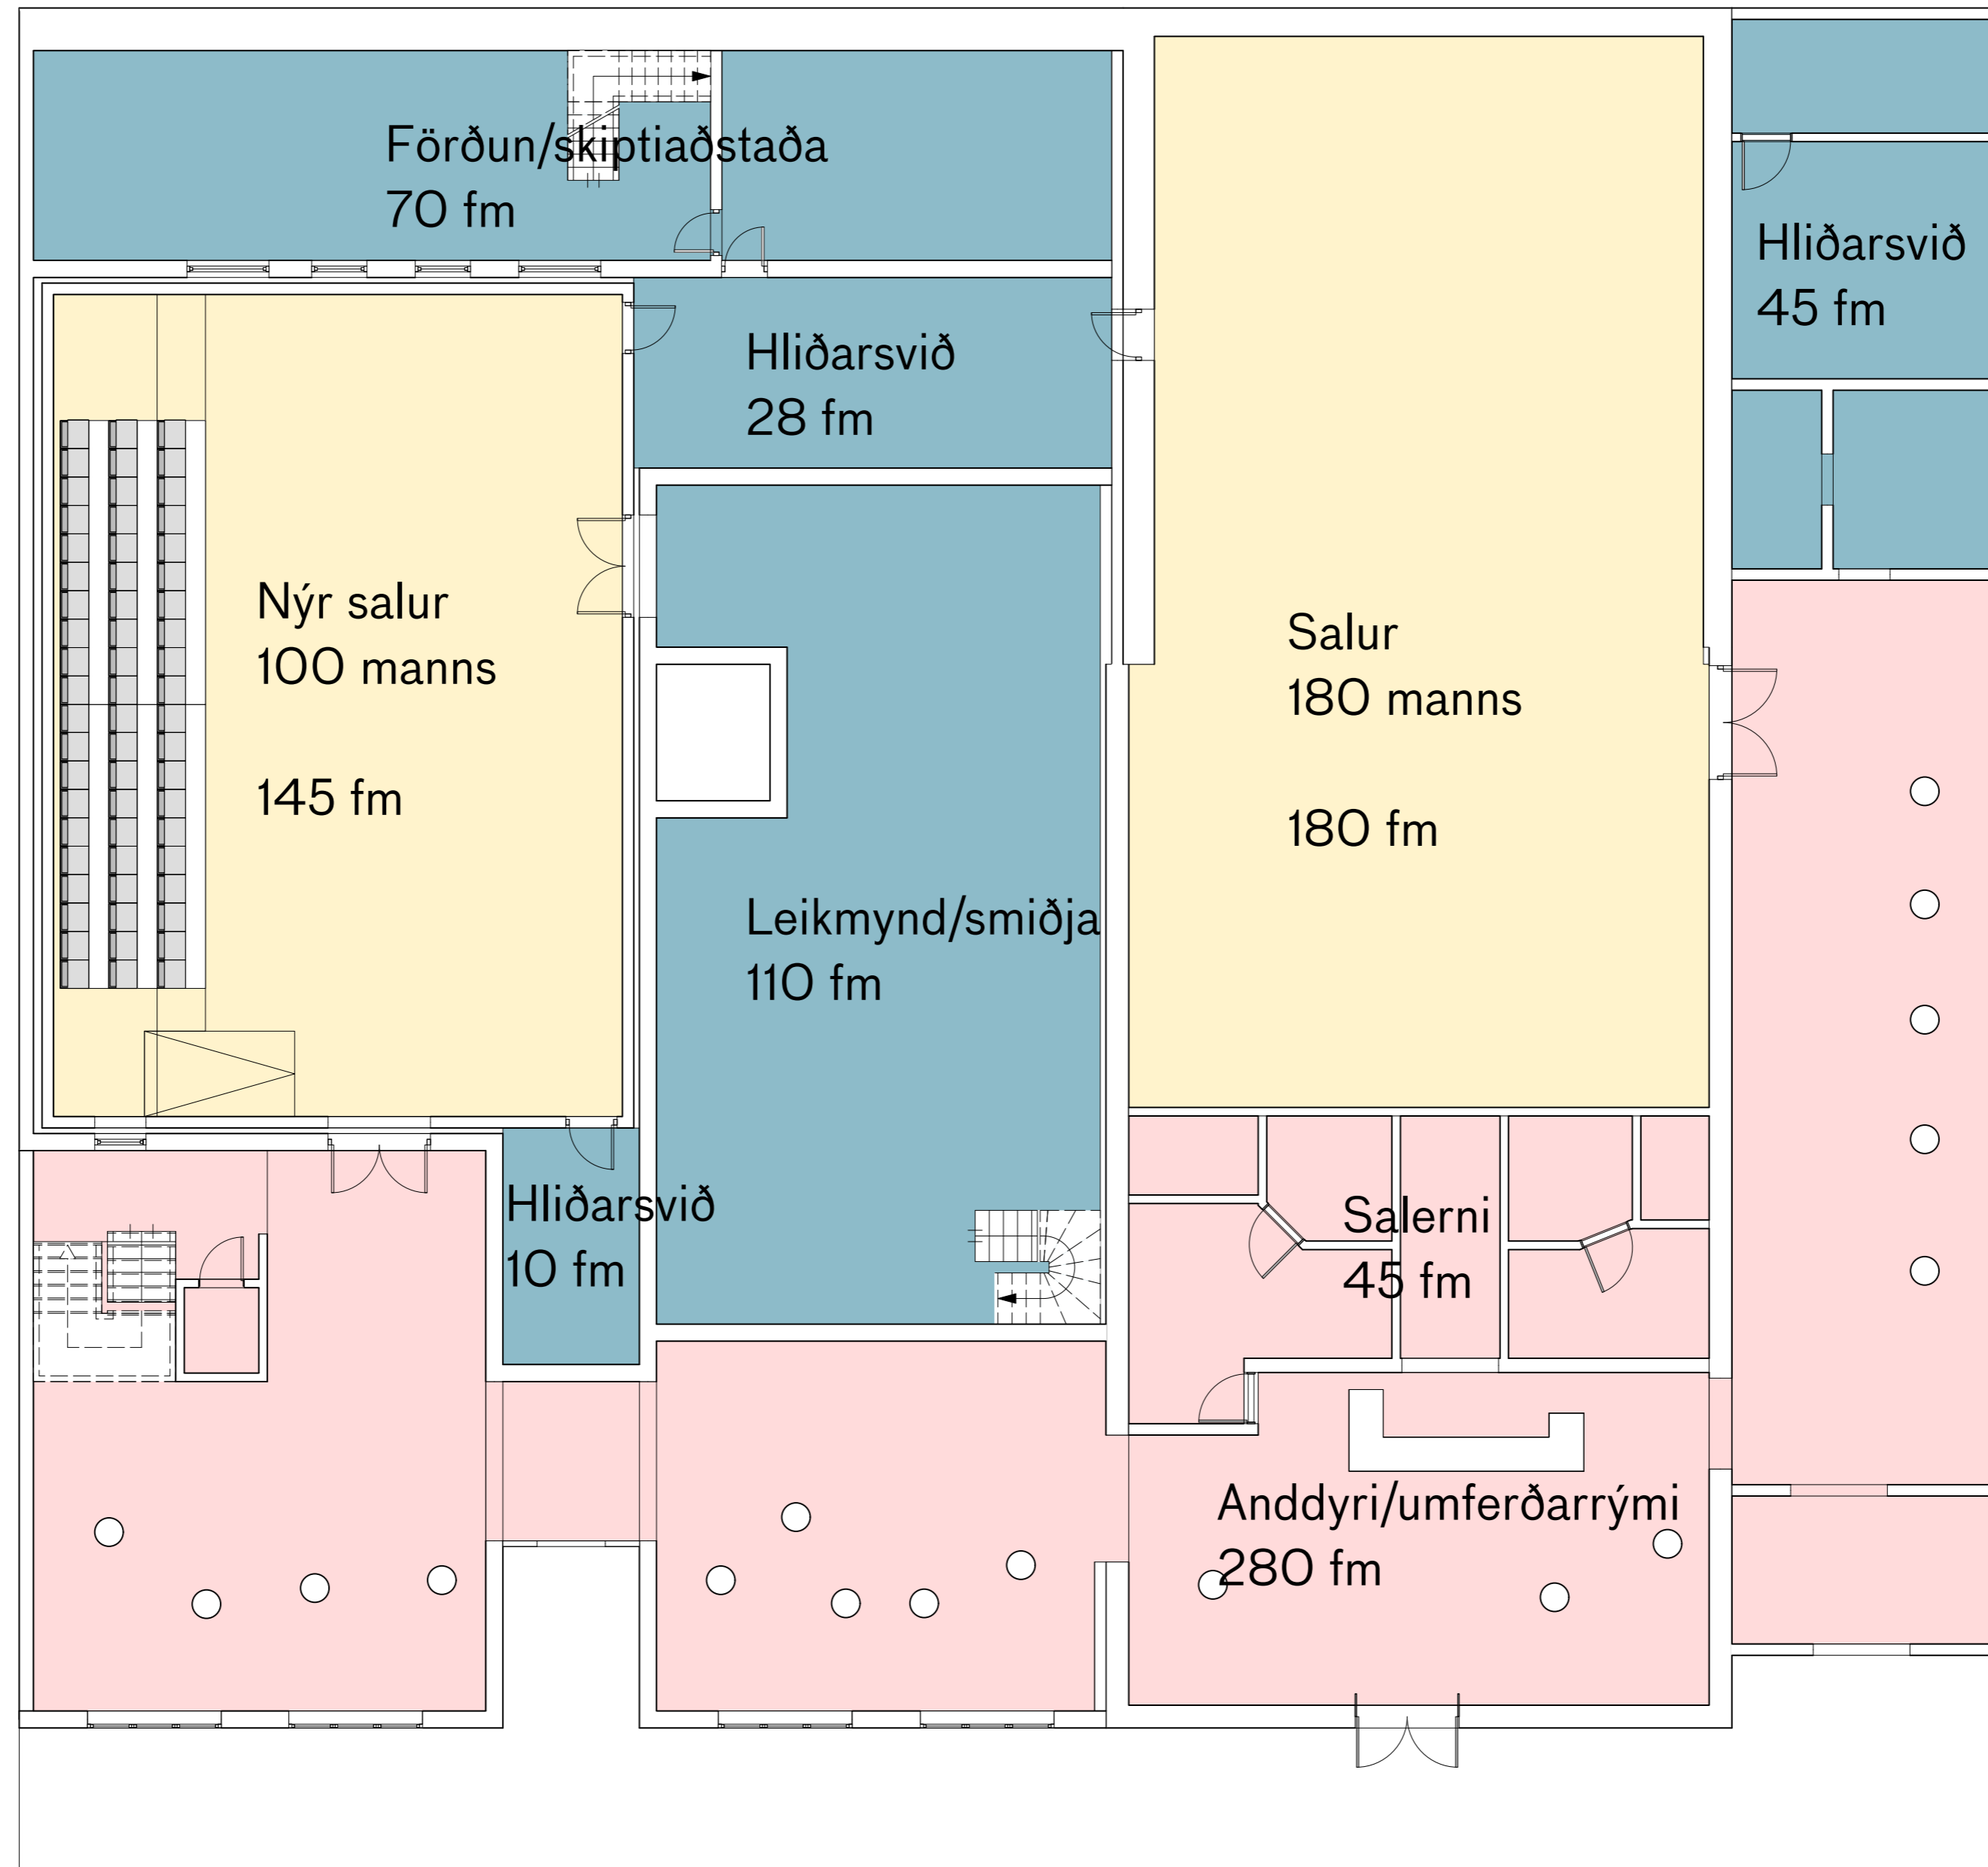 Förðun/skiptiaðstaða
70 fm
Hliðarsvið
45 fm
Hliðarsvið
28 fm
Nýr salur
100 manns
145 fm
Salur
180 manns
180 fm
Leikmynd/smiðja
110 fm
Hliðarsvið
10 fm
Salerni
45 fm
Anddyri/umferðarrými
280 fm